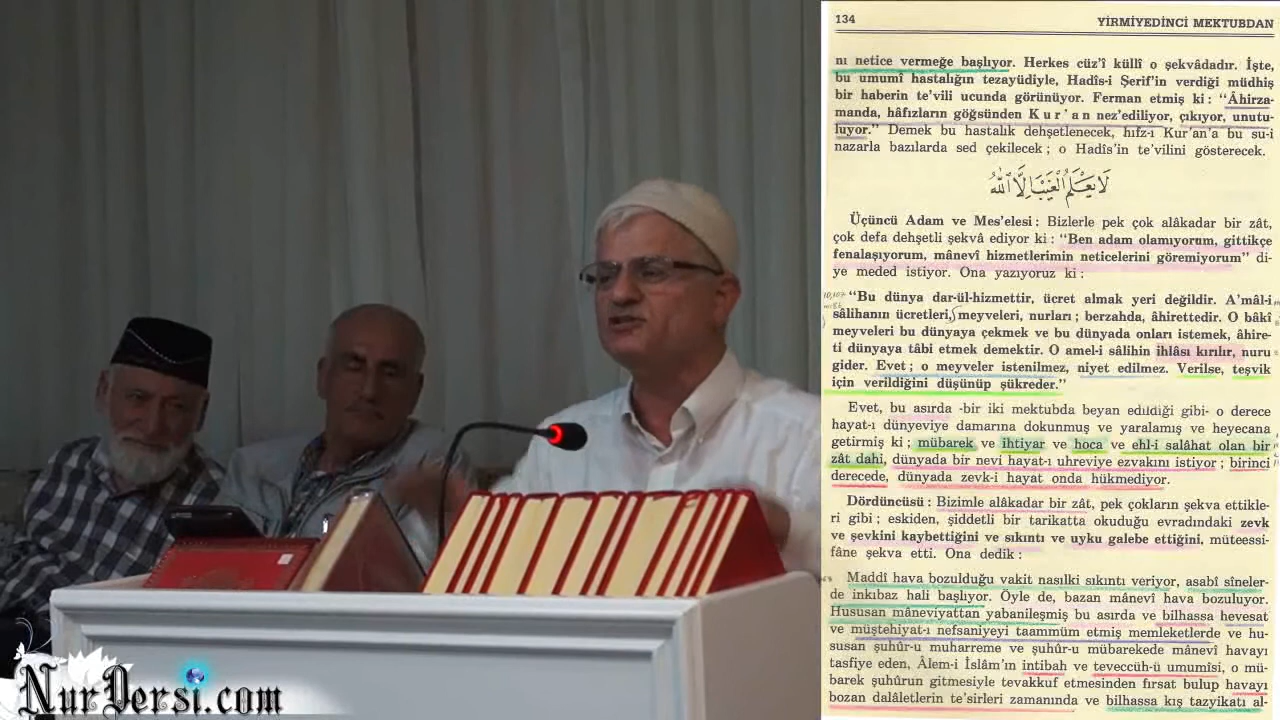 134
YİRMİYEDİNCİ MEKTUBDAN
nı netice vermeğe başlıyor. Herkes cüz'î küllî o şekvâdadır. İşte,
bu umumî hastalığın tezayüdiyle, Hadîs-i Şerif'in verdiği müdhiş
bir haberin te'vili ucunda görünüyor. Ferman etmiş ki : "Âhirza-
manda, hâfızların göğsünden Kur'an nez'ediliyor, çıkıyor, unutu-
luyor." Demek bu hastalık dehşetlenecek, hıfz-ı Kur'an'a bu su-i
nazarla bazılarda sed çekilecek ; o Hadîs'in te'vilini gösterecek.
لَا يَعْلَمُ الْغَيْبَ اِلَّا اللهُ
Üçüncü Adam ve Mes'elesi : Bizlerle pek çok alâkadar bir zât,
çok defa dehşetli şekvâ ediyor ki : "Ben adam olamıyorum, gittikçe
fenalaşıyorum, mânevî hizmetlerimin neticelerini göremiyorum" di-
ye meded istiyor. Ona yazıyoruz ki :
"Bu dünya dar-ül-hizmettir, ücret almak yeri değildir. A'mâl-i
sâlihanın ücretleri, meyveleri, nurları ; berzahda, âhirettedir. O bâkî
meyveleri bu dünyaya çekmek ve bu dünyada onları istemek, âhire-
ti dünyaya tâbi etmek demektir. O amel-i sâlihin ihlâsı kırılır, nuru
gider. Evet ; o meyveler istenilmez, niyet edilmez. Verilse, teşvik
için verildiğini düşünüp şükreder."
Evet, bu asırda -bir iki mektubda beyan edildiği gibi- o derece
hayat-ı dünyeviye damarına dokunmuş ve yaralamış ve heyecana
getirmiş ki ; mübarek ve ihtiyar ve hoca ve ehl-i salâhat olan bir
zât dahi, dünyada bir nevi hayat-ı uhreviye ezvakını istiyor ; birinci
derecede, dünyada zevk-i hayat onda hükmediyor.
Dördüncüsü : Bizimle alâkadar bir zât, pek çokların şekva ettikle-
ri gibi ; eskiden, şiddetli bir tarikatta okuduğu evradındaki zevk
ve şevkini kaybettiğini ve sıkıntı ve uyku galebe ettiğini, müteessi-
fâne şekva etti. Ona dedik :
Maddî hava bozulduğu vakit nasılki sıkıntı veriyor, asabî sîneler-
de inkıbaz hali başlıyor. Öyle de, bazan mânevî hava bozuluyor.
Hususan mâneviyattan yabanileşmiş bu asırda ve bilhassa hevesat
ve müştehiyat-ı nefsaniyeyi taammüm etmiş memleketlerde ve hu-
susan şuhûr-u muharreme ve şuhûr-u mübarekede mânevî havayı
tasfiye eden, Âlem-i İslâm'ın intibah ve teveccüh-ü umumîsi, o mü-
barek şuhûrun gitmesiyle tevakkuf etmesinden fırsat bulup havayı
bozan dalâletlerin te'sirleri zamanında ve bilhassa kış tazyikatı al-
NurDersi.com